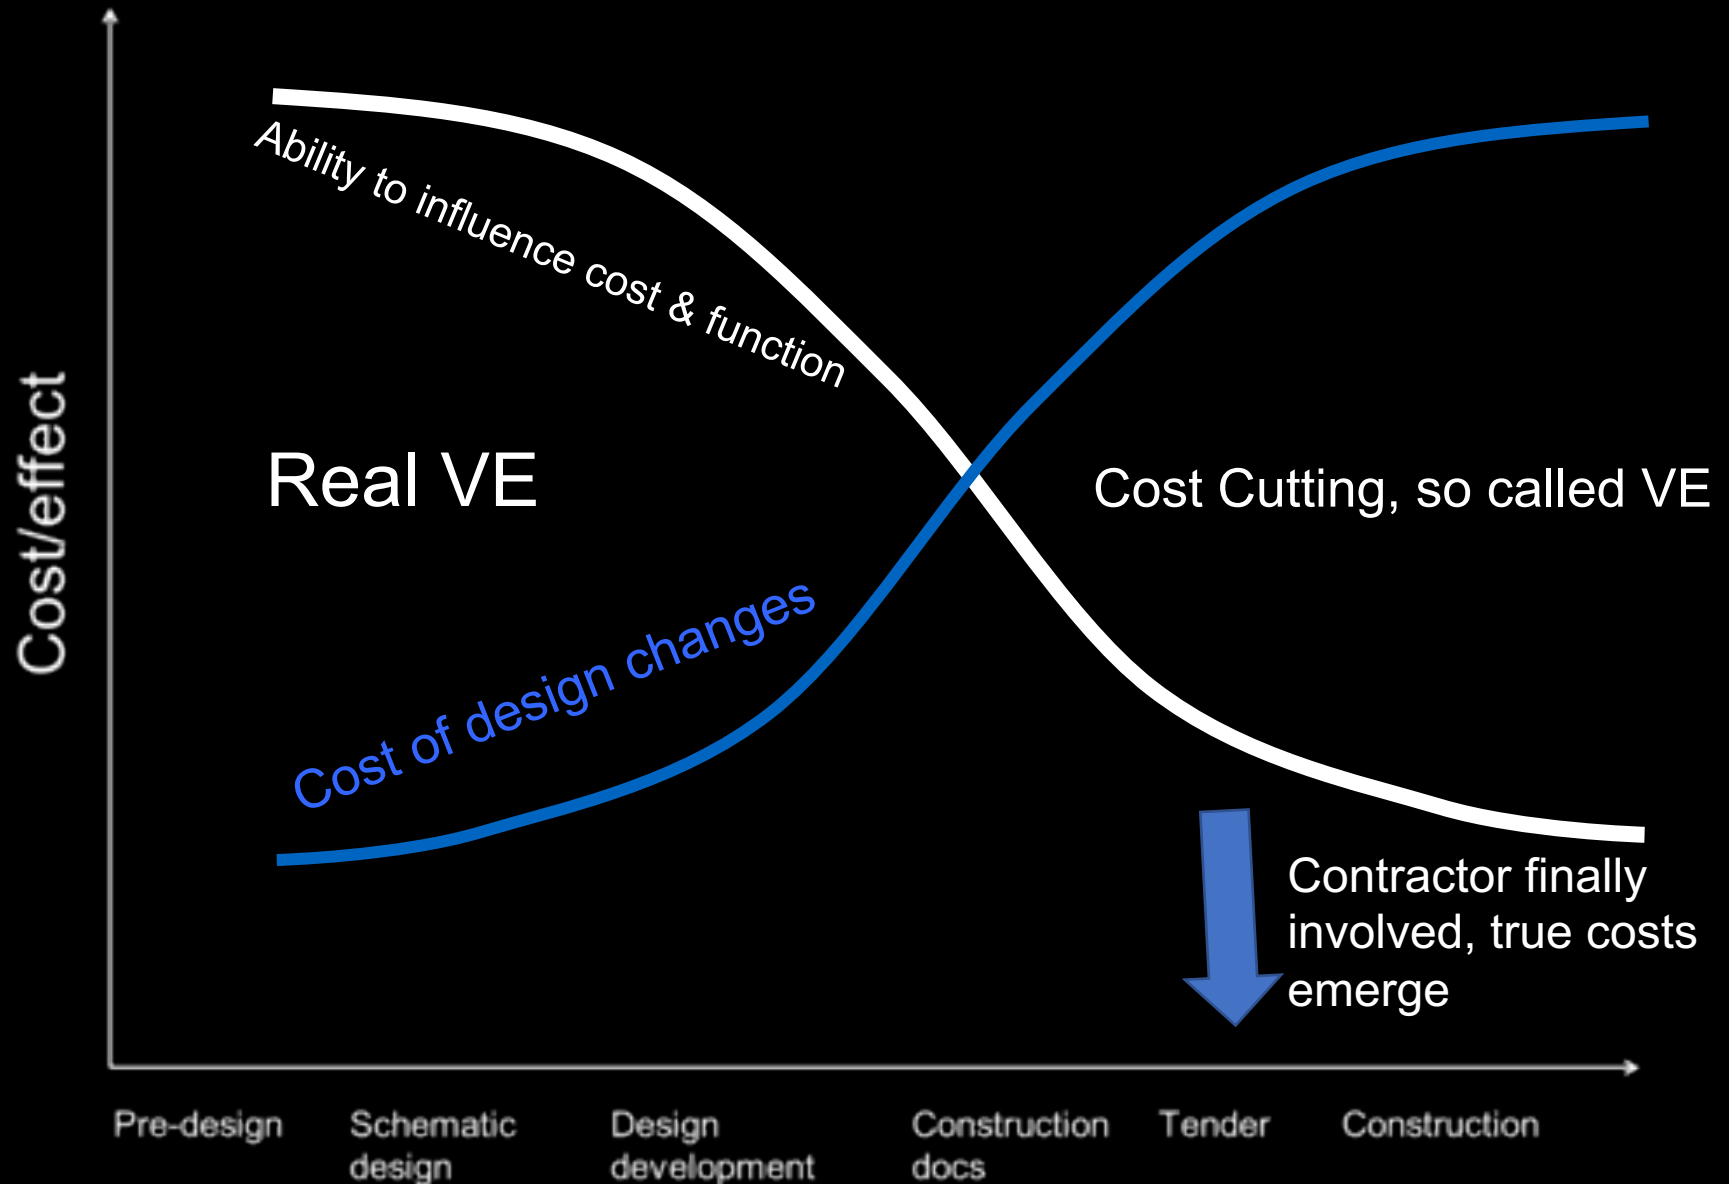 Ability to influence cost & function
Real VE
Cost Cutting, so called VE
Cost/effect
Cost of design changes
Contractor finally
involved, true costs
emerge
Pre-design
Schematic
design
Design
development
Construction
docs
Tender
Construction